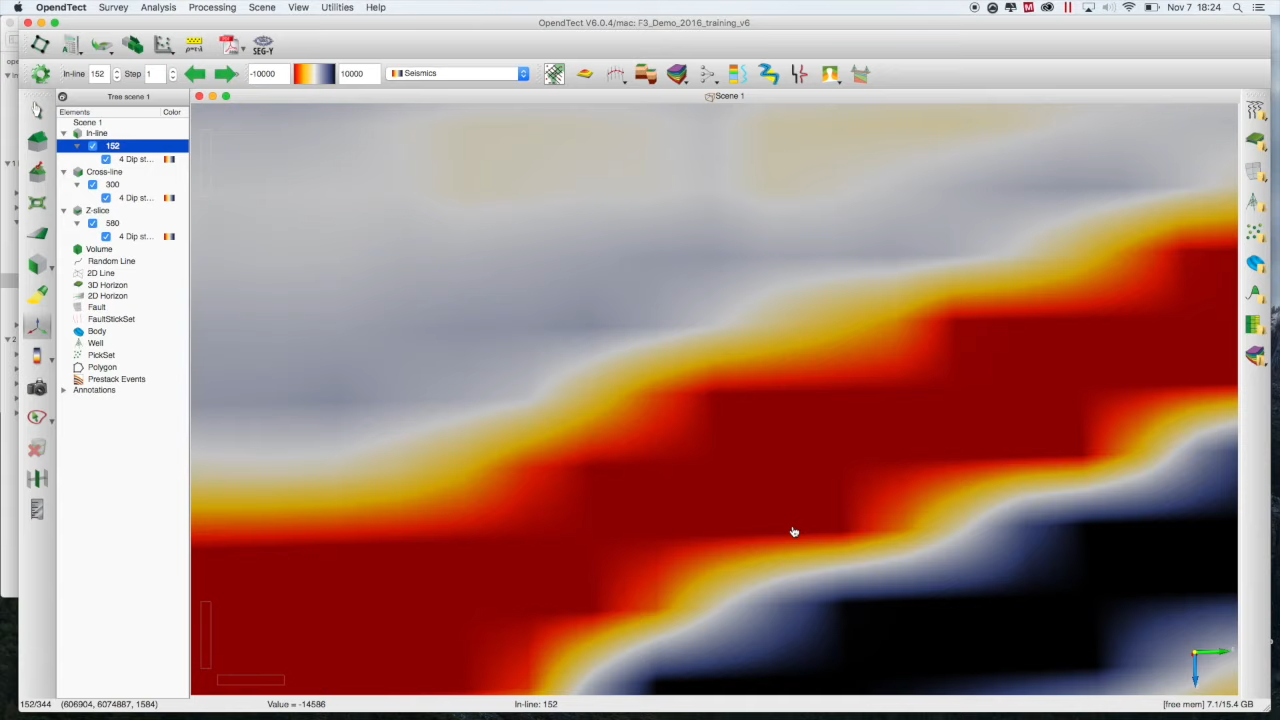 OpendTect Survey Analysis Processing Scene View Utilities Help Nov 7 18:24
OpendTect V6.0.4/mac: F3_Demo_2016_training_v6
PDF SEG-Y
In-line 152 Step 1 -10000 10000 Seismics
Tree scene 1
Scene 1
Elements Color
Scene 1
In-line
152
4 Dip st...
Cross-line
300
4 Dip st...
Z-slice
580
4 Dip st...
Volume
Random Line
2D Line
3D Horizon
2D Horizon
Fault
FaultStickSet
Body
Well
PickSet
Polygon
Prestack Events
Annotations
152/344 (606904, 6074887, 1584) Value = -14586 In-line: 152 [free mem] 7.1/15.4 GB